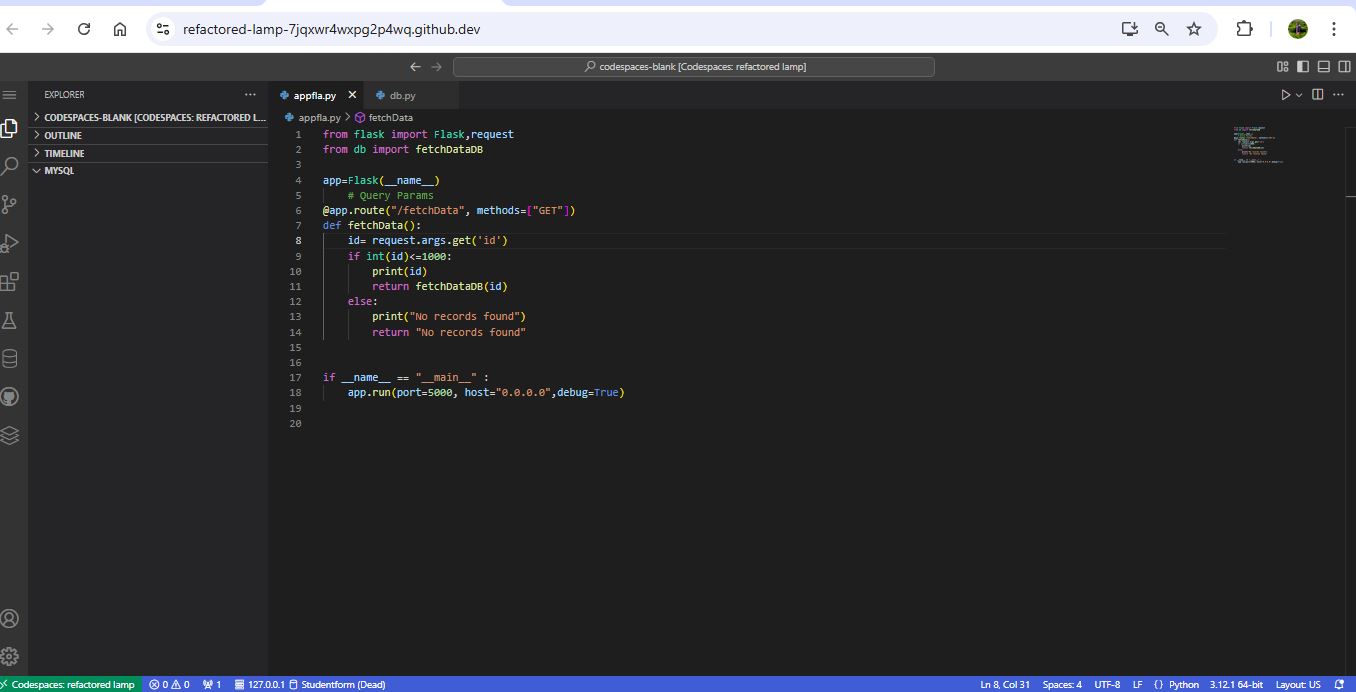 refactored-lamp-7jqxwr4wxpg2p4wq.github.dev
codespaces-blank [Codespaces: refactored lamp]
EXPLORER
CODESPACES-BLANK [CODESPACES: REFACTORED L...
OUTLINE
TIMELINE
MYSQL
appfla.py
db.py
appfla.py > fetchData
1 from flask import Flask,request
2 from db import fetchDataDB
3
4 app=Flask(__name__)
5 # Query Params
6 @app.route("/fetchData", methods=["GET"])
7 def fetchData():
8 id= request.args.get('id')
9 if int(id)<=1000:
10 print(id)
11 return fetchDataDB(id)
12 else:
13 print("No records found")
14 return "No records found"
15
16
17 if __name__ == "__main__" :
18 app.run(port=5000, host="0.0.0.0",debug=True)
19
20
Codespaces: refactored lamp 0 0 1 127.0.0.1 Studentform (Dead) Ln 8, Col 31 Spaces: 4 UTF-8 LF {} Python 3.12.1 64-bit Layout: US